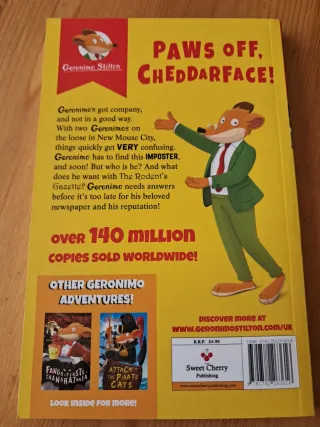 Geronimo Stilton
PAWS OFF,
CHEDDARFACE!
Geronimo's got company,
and not in a good way.
With two Geronimos on
the loose in New Mouse City,
things quickly get VERY confusing.
Geronimo has to find this IMPOSTER,
and soon! But who is he? And what
does he want with The Rodent's
Gazette? Geronimo needs answers
before it's too late for his beloved
newspaper and his reputation!
OVER 140 MILLION
COPIES SOLD WORLDWIDE!
OTHER GERONIMO
ADVENTURES!
ATTACK
OF THE PIRATE
CATS
LOOK INSIDE FOR MORE!
DISCOVER MORE AT
WWW.GERONIMOSTILTON.COM/UK
R.R.P.
Sweet Cherry
Publishing